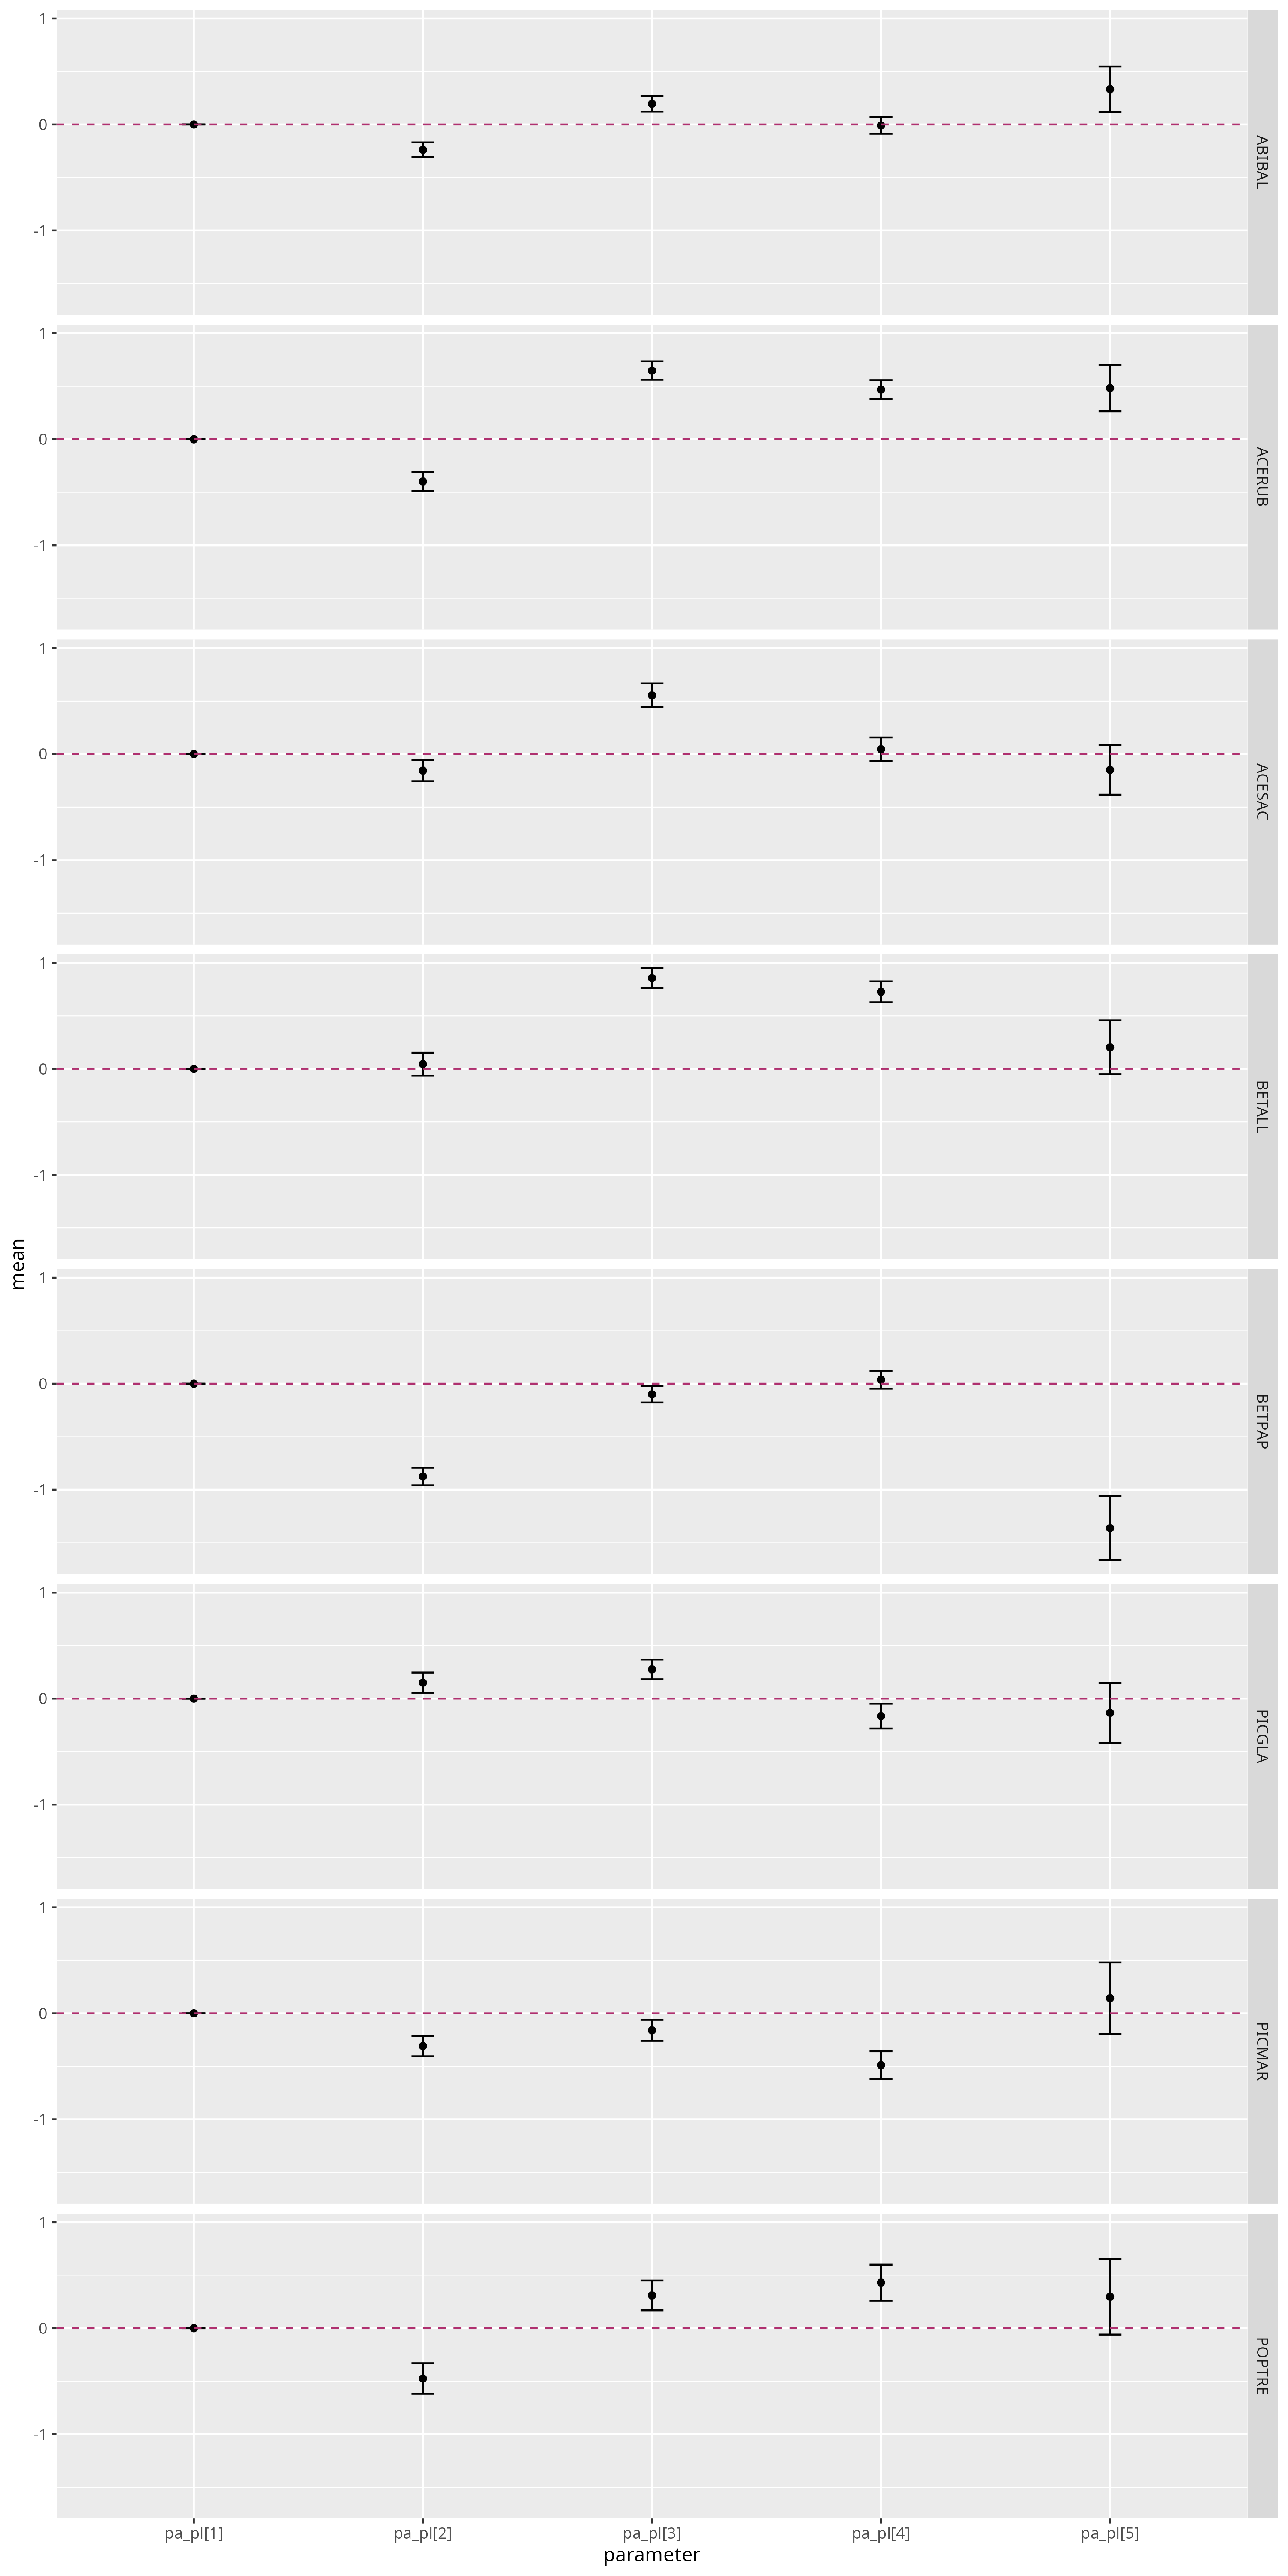 1
0
-1
ABIBAL
1
0
-1
ACERUB
1
0
-1
ACESAC
1
0
-1
BETALL
mean
1
0
-1
BETPAP
1
0
-1
PICGLA
1
0
-1
PICMAR
1
0
-1
POPTRE
pa_pl[1] pa_pl[2] pa_pl[3] pa_pl[4] pa_pl[5]
parameter